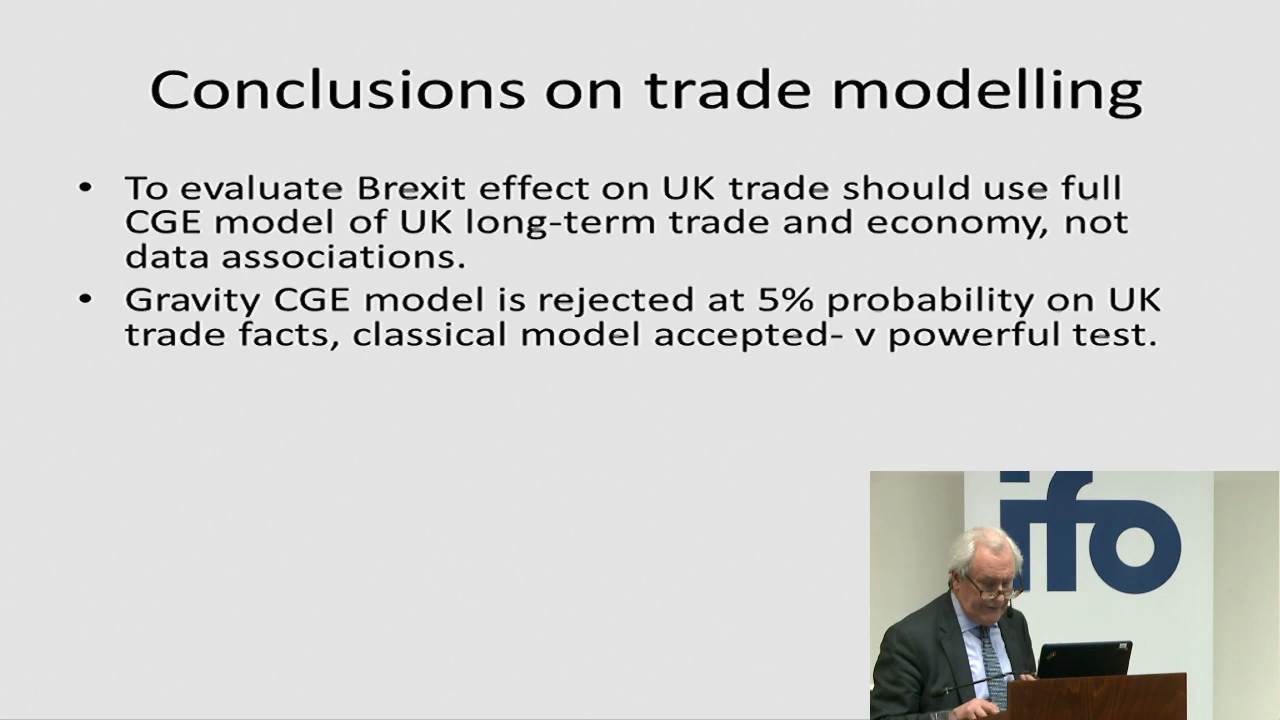 Conclusions on trade modelling
• To evaluate Brexit effect on UK trade should use full
CGE model of UK long-term trade and economy, not
data associations.
• Gravity CGE model is rejected at 5% probability on UK
trade facts, classical model accepted- v powerful test.
ifo